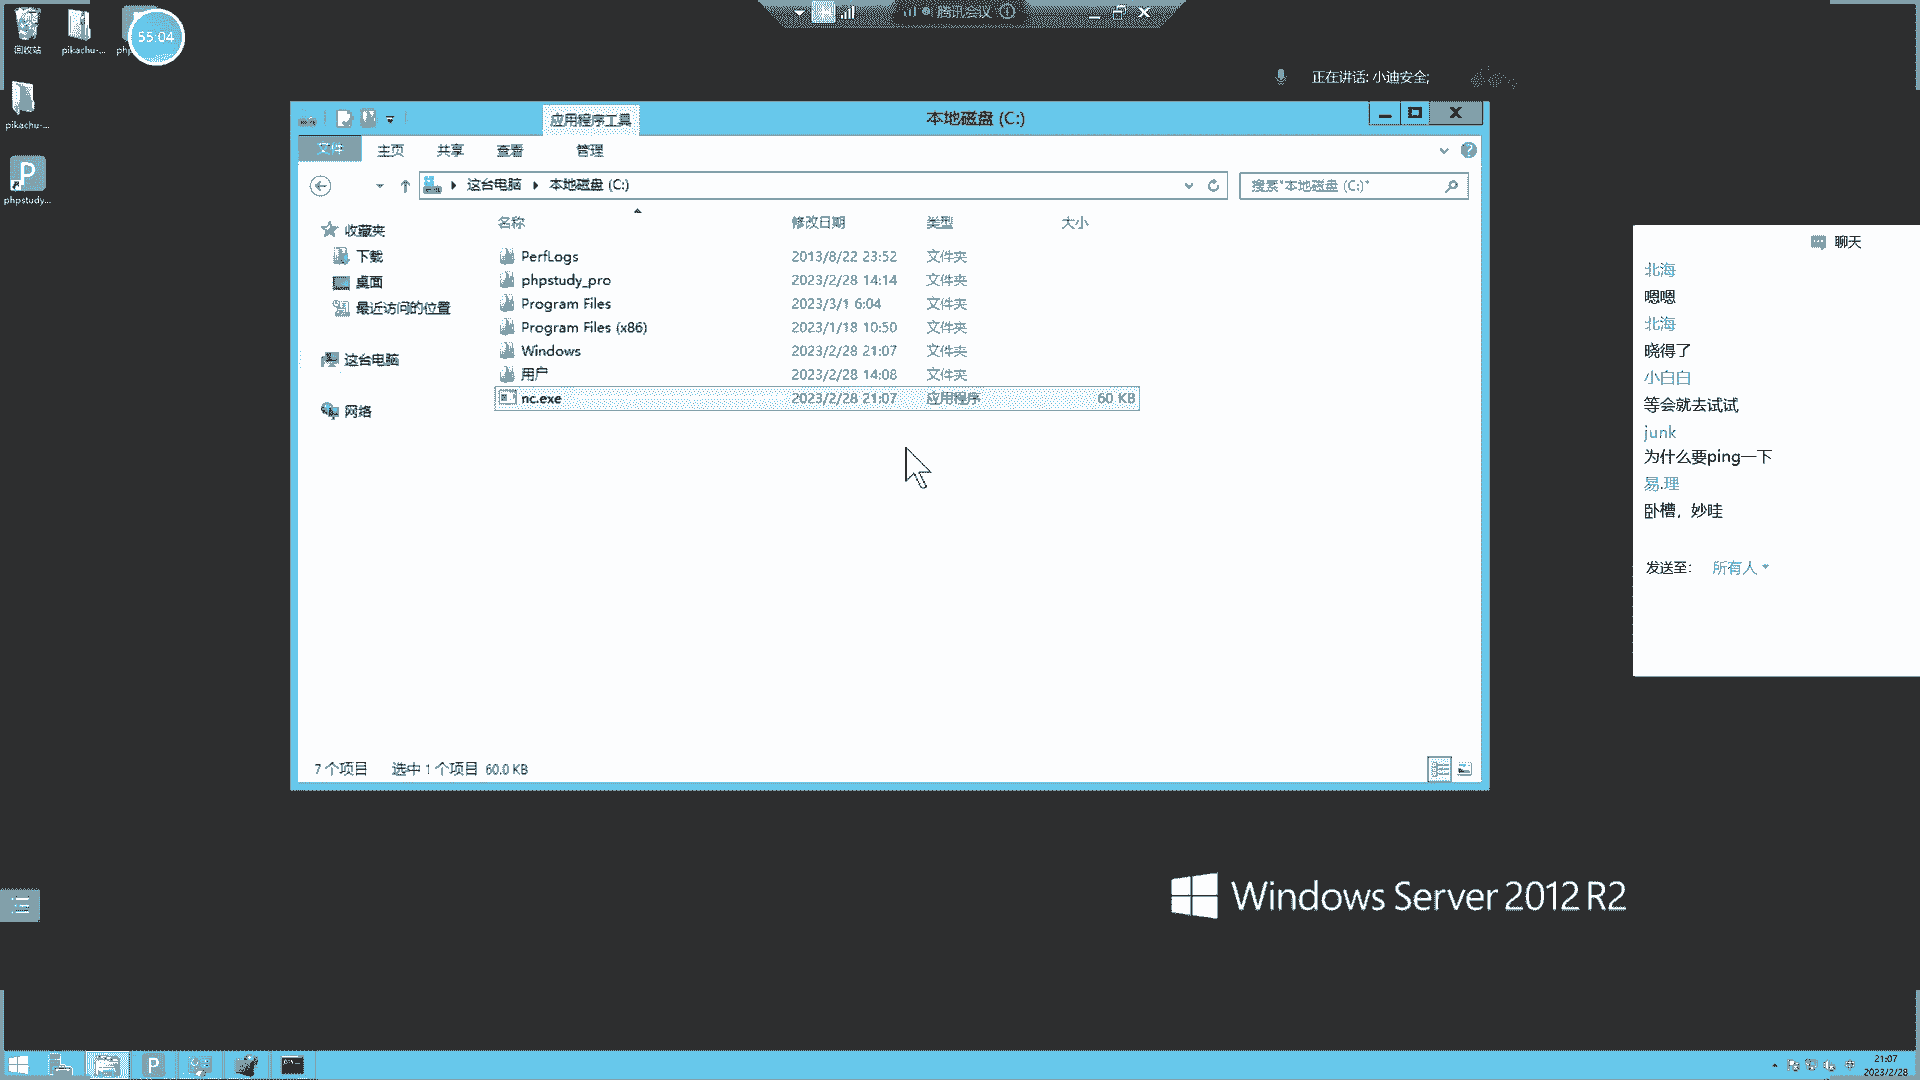 回收站
pikachu-...
php
55:04
pikachu-...
phpstudy...
腾讯会议
正在讲话: 小迪安全;
应用程序工具
本地磁盘 (C:)
文件
主页
共享
查看
管理
这台电脑
本地磁盘 (C:)
搜索"本地磁盘 (C:)"
收藏夹
下载
桌面
最近访问的位置
这台电脑
网络
名称 修改日期 类型 大小
PerfLogs 2013/8/22 23:52 文件夹
phpstudy_pro 2023/2/28 14:14 文件夹
Program Files 2023/3/1 6:04 文件夹
Program Files (x86) 2023/1/18 10:50 文件夹
Windows 2023/2/28 21:07 文件夹
用户 2023/2/28 14:08 文件夹
nc.exe 2023/2/28 21:07 应用程序 60 KB
7 个项目 选中 1 个项目 60.0 KB
聊天
北海
嗯嗯
北海
晓得了
小白白
等会就去试试
junk
为什么要ping一下
易.理
卧槽，妙哇
发送至: 所有人
Windows Server 2012 R2
P
21:07
2023/2/28